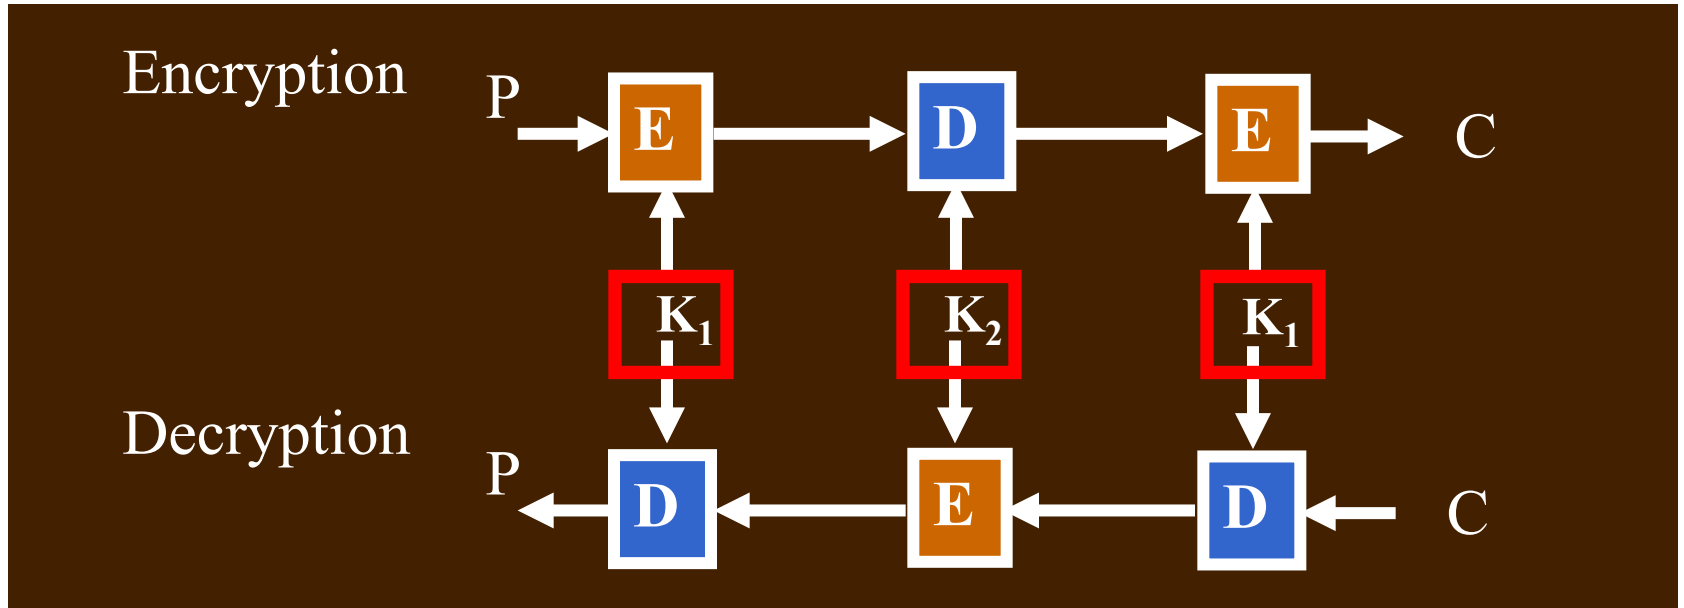 Encryption
P E D E C
K₁ K₂ K₁
Decryption
P D E D C